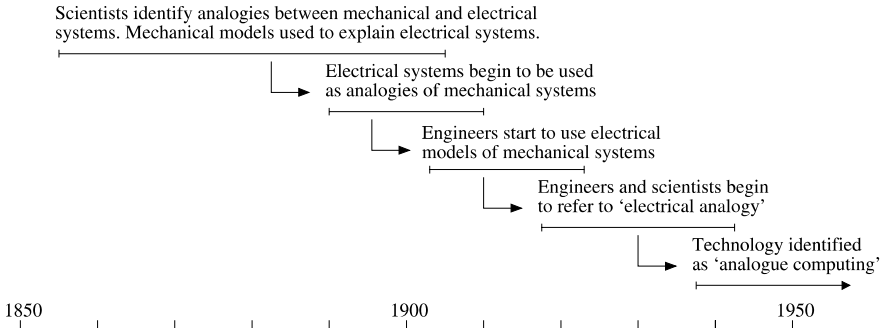 Scientists identify analogies between mechanical and electrical
systems. Mechanical models used to explain electrical systems.
Electrical systems begin to be used
as analogies of mechanical systems
Engineers start to use electrical
models of mechanical systems
Engineers and scientists begin
to refer to ‘electrical analogy’
Technology identified
as ‘analogue computing’
1850 1900 1950